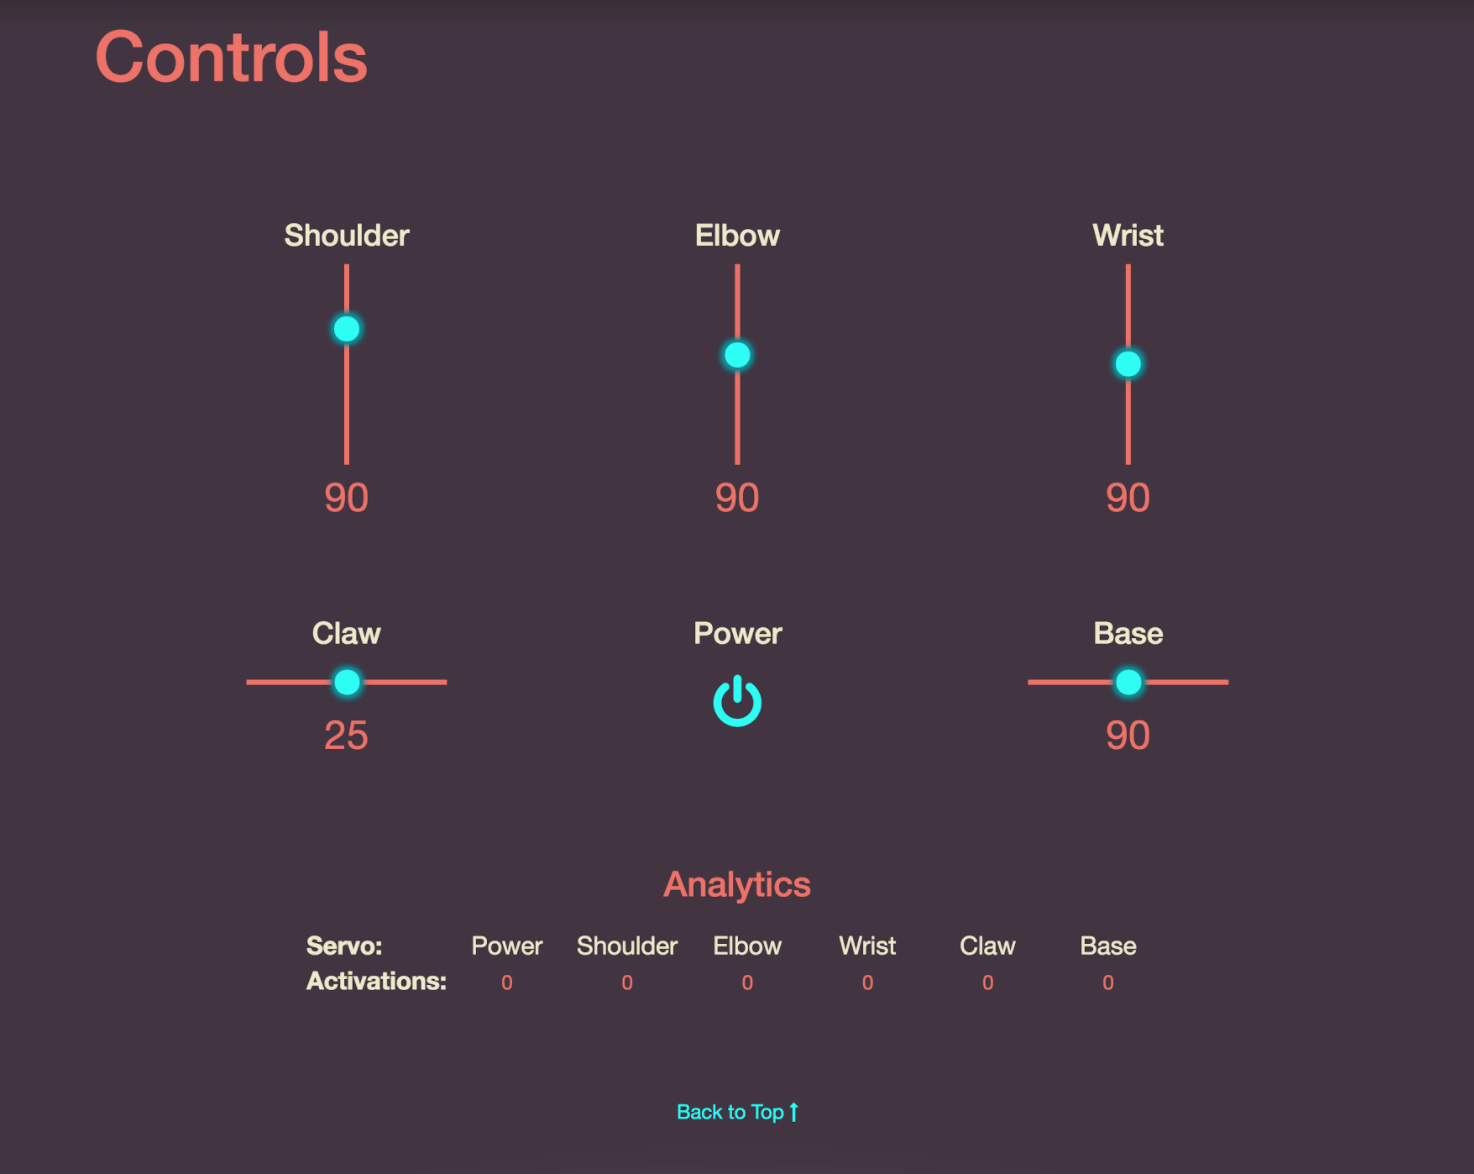 Controls
Shoulder Elbow Wrist
90 90 90
Claw Power Base
25 90
Analytics
Servo: Power Shoulder Elbow Wrist Claw Base
Activations: 0 0 0 0 0 0
Back to Top ↑